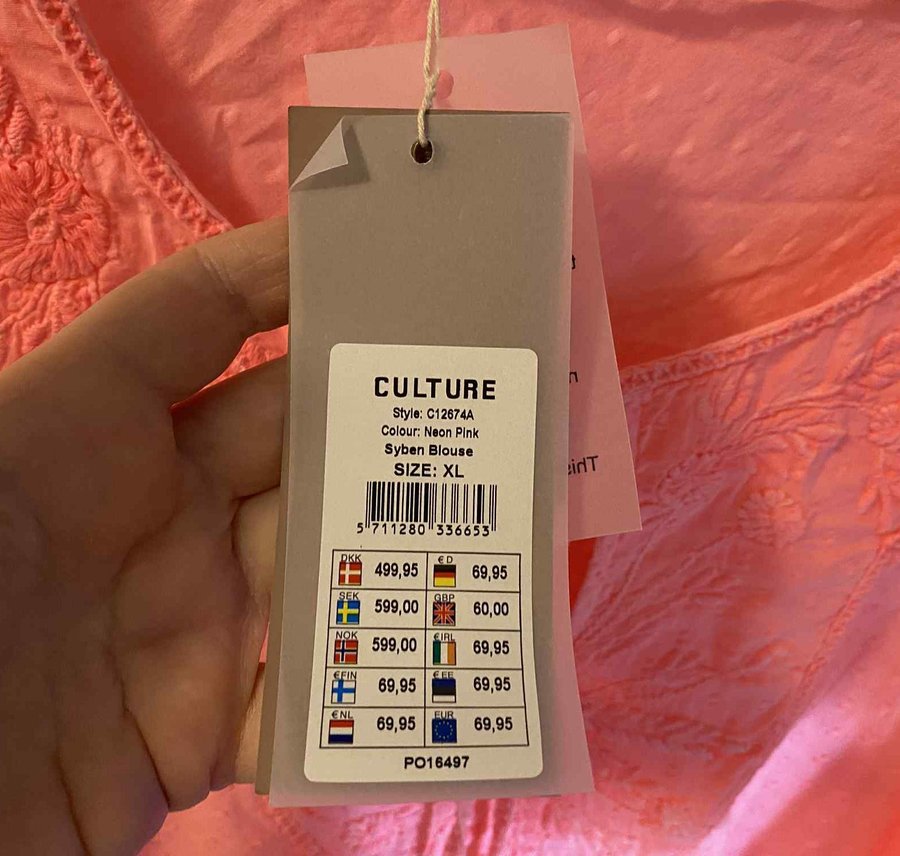 CULTURE
Style: C12674A
Colour: Neon Pink
Syben Blouse
SIZE: XL
5 711280 336653
DKK 499,95 €D 69,95
SEK 599,00 GBP 60,00
NOK 599,00 €IRL 69,95
€FIN 69,95 €EE 69,95
€NL 69,95 EUR 69,95
PO16497
This